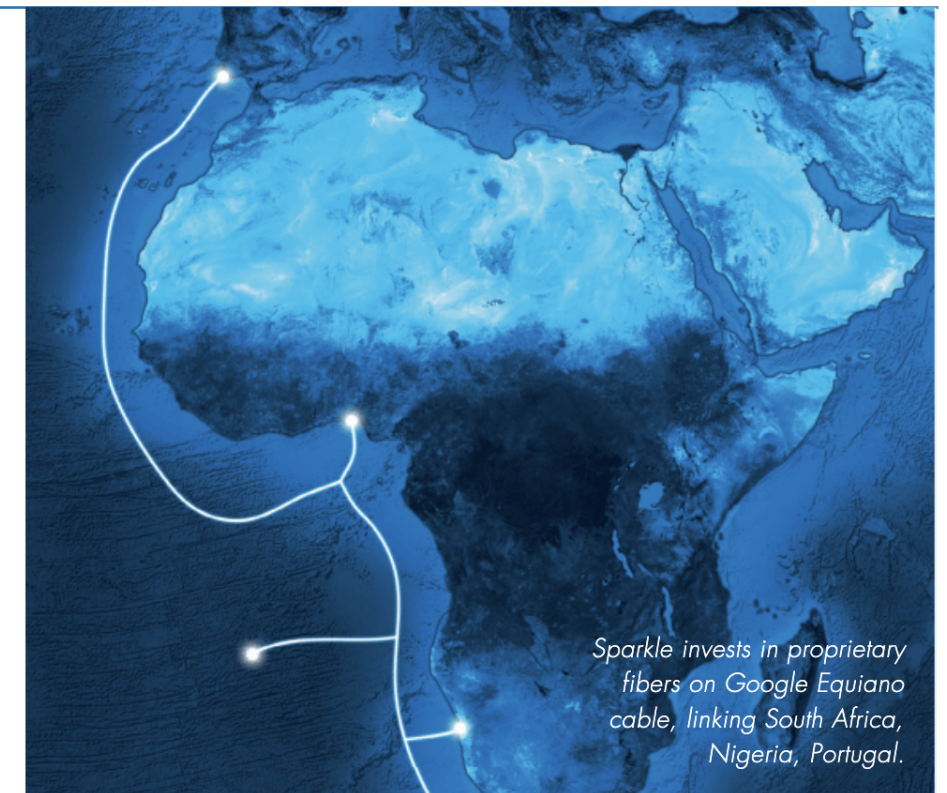 Sparkle invests in proprietary
fibers on Google Equiano
cable, linking South Africa,
Nigeria, Portugal.